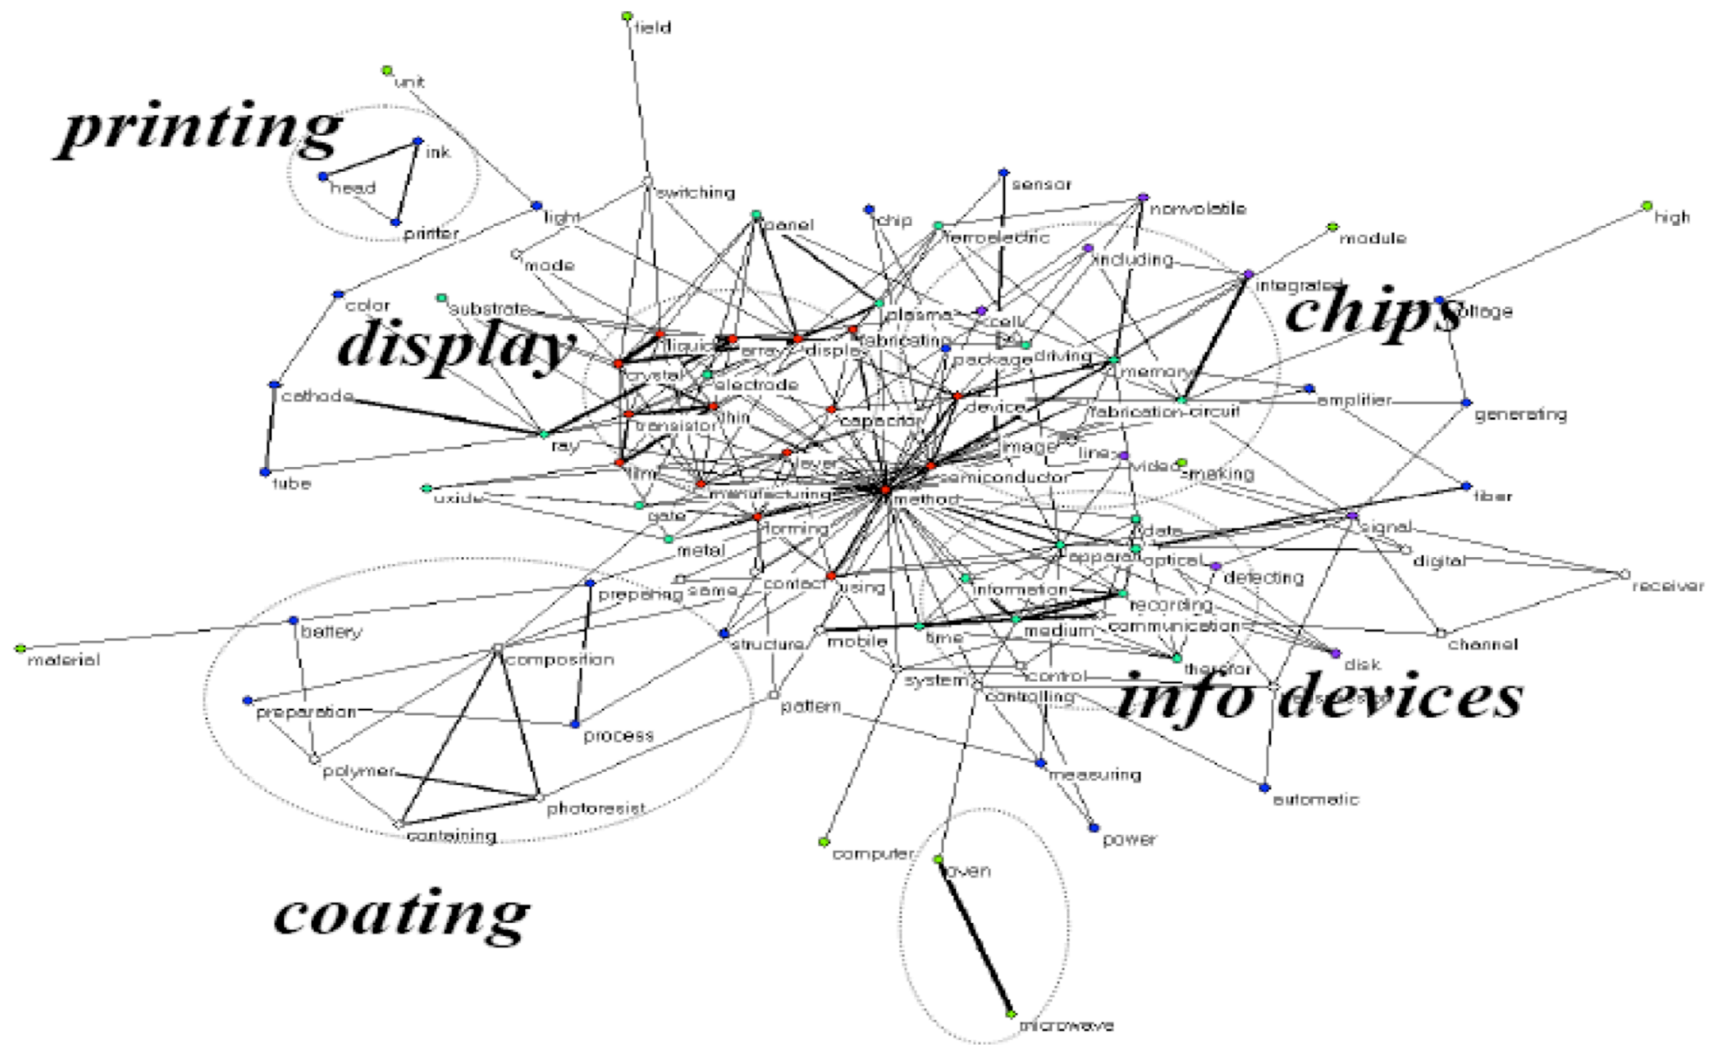 field
unit
printing
ink
head
printer
light
switching
mode
panel
chip
sensor
ferroelectric
nonvolatile
including
module
high
integrated
chips
color
substrate
display
liquid
array
display
fabricating
plasma
cell
package
driving
memory
crystal
electrode
cathode
thin
transistor
capacitor
device
fabrication
circuit
amplifier
generating
ray
image
line
video
making
film
layer
semiconductor
tube
manufacturing
method
fiber
gate
forming
data
signal
metal
optical
digital
contact
using
information
detecting
receiver
preparing
same
recording
battery
structure
mobile
time
medium
communication
channel
material
composition
system
control
therefor
disk
preparation
pattern
controlling
info devices
process
polymer
measuring
photoresist
automatic
containing
computer
power
oven
coating
microwave